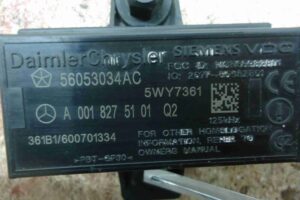 DaimlerChrysler SIEMENS VDO
56053034AC
5WY7361
A 001 827 51 01 Q2
125kHz
361B1/600701334
FOR OTHER HOMOLOGATION
INFORMATION, REFER TO
OWNERS MANUAL